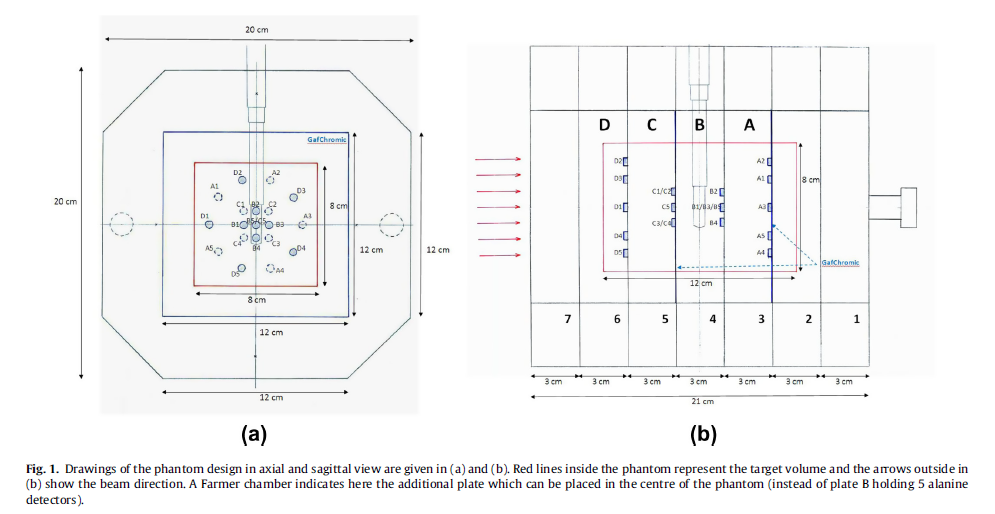 20 cm
GafChromic
D2
A2
A1
D3
C1
B2
C2
D1
B1
B5/C5
B3
A3
20 cm
8 cm
12 cm
12 cm
C4
B4
C3
A5
D4
D5
A4
8 cm
12 cm
12 cm
(a)
D C B A
D2
A2
D3
A1
8 cm
C1/C2
B2
D1
C5
B1/B3/B5
A3
C3/C4
B4
D4
A5
D5
A4
GafChromic
12 cm
7 6 5 4 3 2 1
3 cm 3 cm 3 cm 3 cm 3 cm 3 cm 3 cm
21 cm
(b)
Fig. 1. Drawings of the phantom design in axial and sagittal view are given in (a) and (b). Red lines inside the phantom represent the target volume and the arrows outside in
(b) show the beam direction. A Farmer chamber indicates here the additional plate which can be placed in the centre of the phantom (instead of plate B holding 5 alanine
detectors).